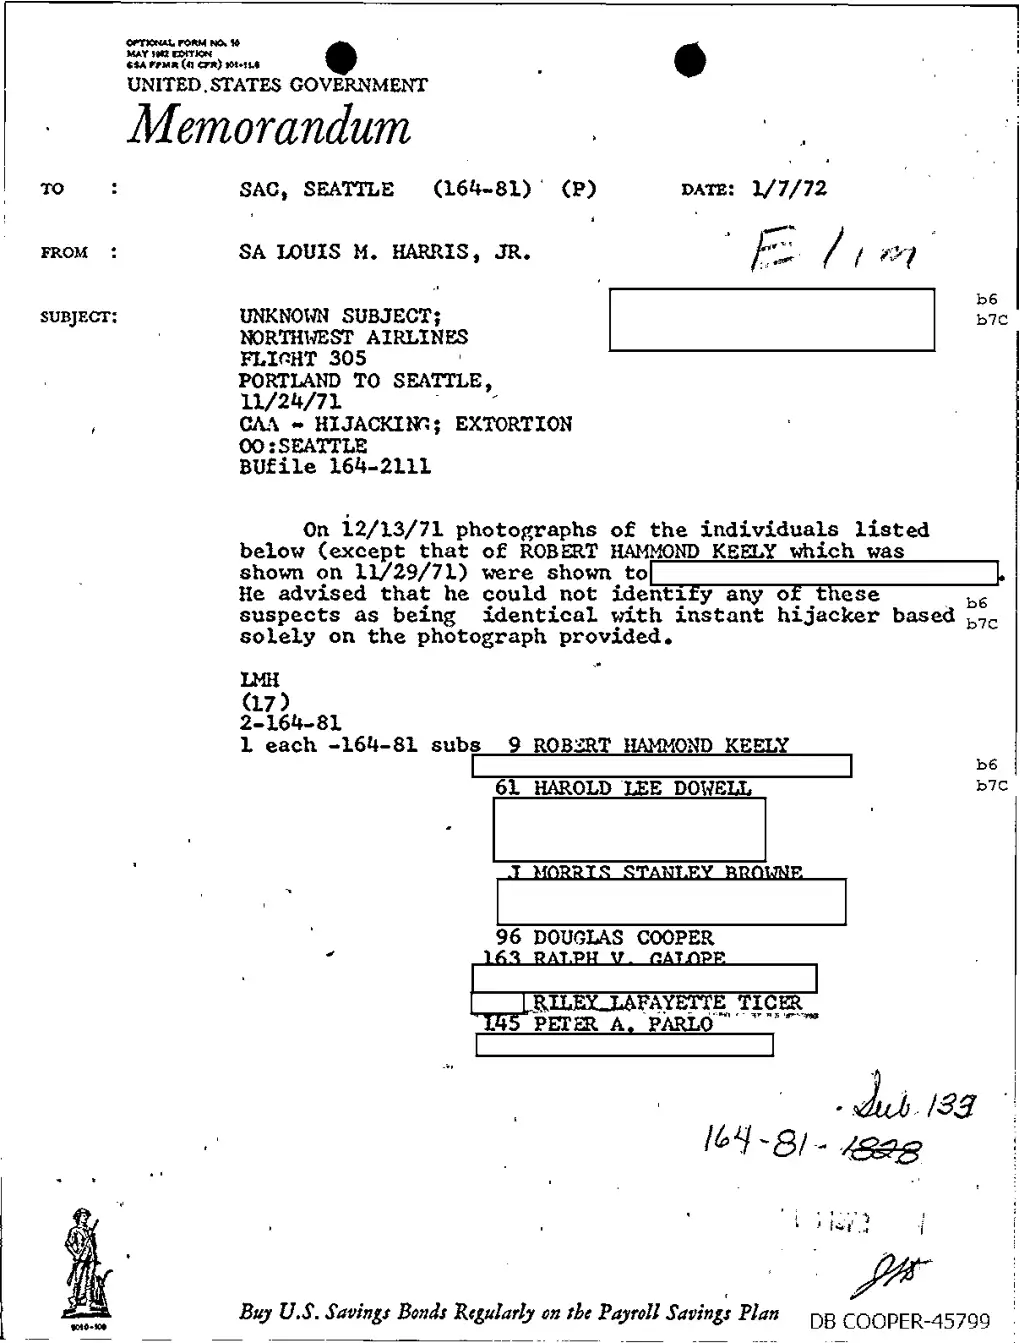 OPTIONAL FORM NO. 10
MAY 1962 EDITION
GSA FPMR (41 CFR) 101-11.6
UNITED STATES GOVERNMENT
Memorandum
TO : SAC, SEATTLE (164-81) (P) DATE: 1/7/72
FROM : SA LOUIS M. HARRIS, JR.
Elim
b6
b7C
SUBJECT: UNKNOWN SUBJECT;
NORTHWEST AIRLINES
FLIGHT 305
PORTLAND TO SEATTLE,
11/24/71
CAA - HIJACKING; EXTORTION
OO:SEATTLE
BUfile 164-2111
On 12/13/71 photographs of the individuals listed
below (except that of ROBERT HAMMOND KEELY which was
shown on 11/29/71) were shown to .
He advised that he could not identify any of these
suspects as being identical with instant hijacker based
solely on the photograph provided.
b6
b7C
LMH
(17)
2-164-81
1 each -164-81 subs 9 ROBERT HAMMOND KEELY
b6
b7C
61 HAROLD LEE DOWELL
J MORRIS STANLEY BROWNE
96 DOUGLAS COOPER
163 RALPH V. GALOPE
RILEY LAFAYETTE TICER
145 PETER A. PARLO
Sub 133
164-81-1828
5010-108
Buy U.S. Savings Bonds Regularly on the Payroll Savings Plan
DB COOPER-45799